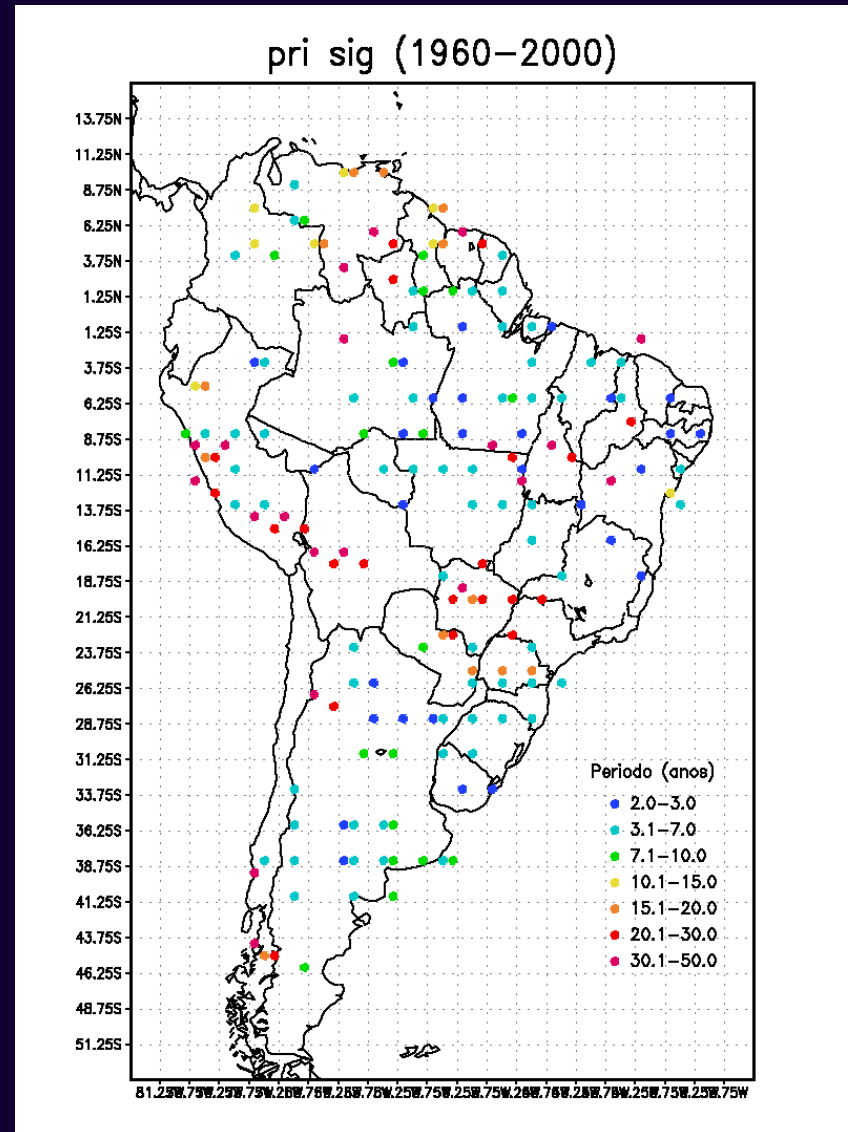 pri sig (1960-2000)
13.75N
11.25N
8.75N
6.25N
3.75N
1.25N
1.25S
3.75S
6.25S
8.75S
11.25S
13.75S
16.25S
18.75S
21.25S
23.75S
26.25S
28.75S
31.25S
33.75S
36.25S
38.75S
41.25S
43.75S
46.25S
48.75S
51.25S
Periodo (anos)
2.0-3.0
3.1-7.0
7.1-10.0
10.1-15.0
15.1-20.0
20.1-30.0
30.1-50.0